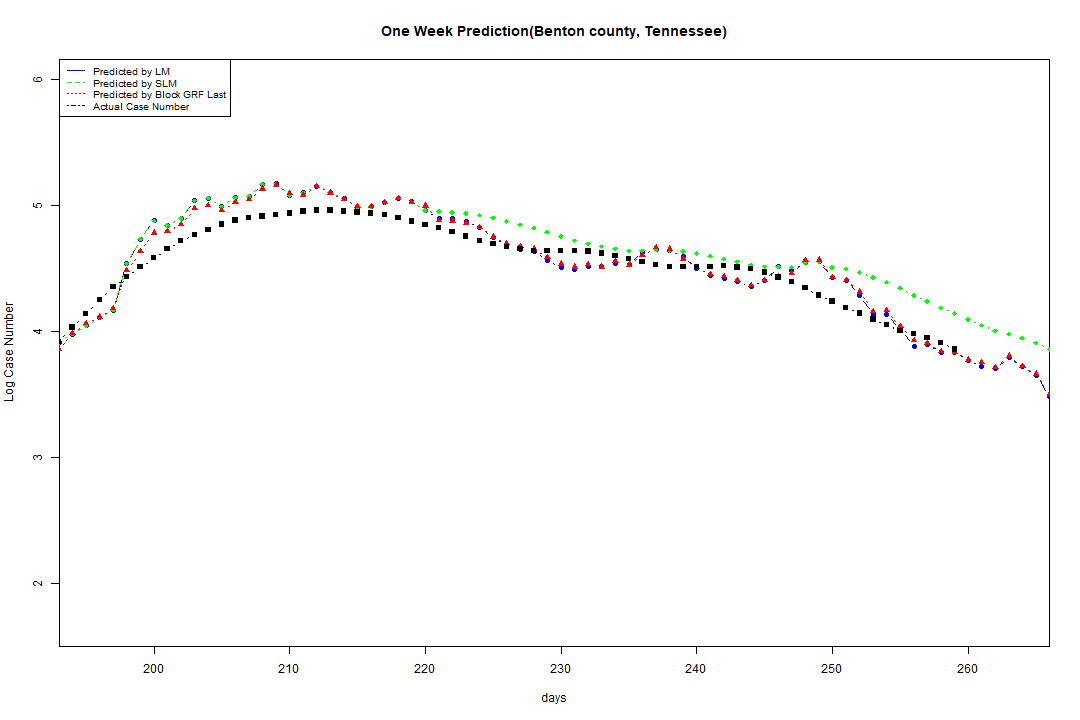 One Week Prediction(Benton county, Tennessee)
Predicted by LM
Predicted by SLM
Predicted by Block GRF Last
Actual Case Number
6
5
4
3
2
Log Case Number
200 210 220 230 240 250 260
days